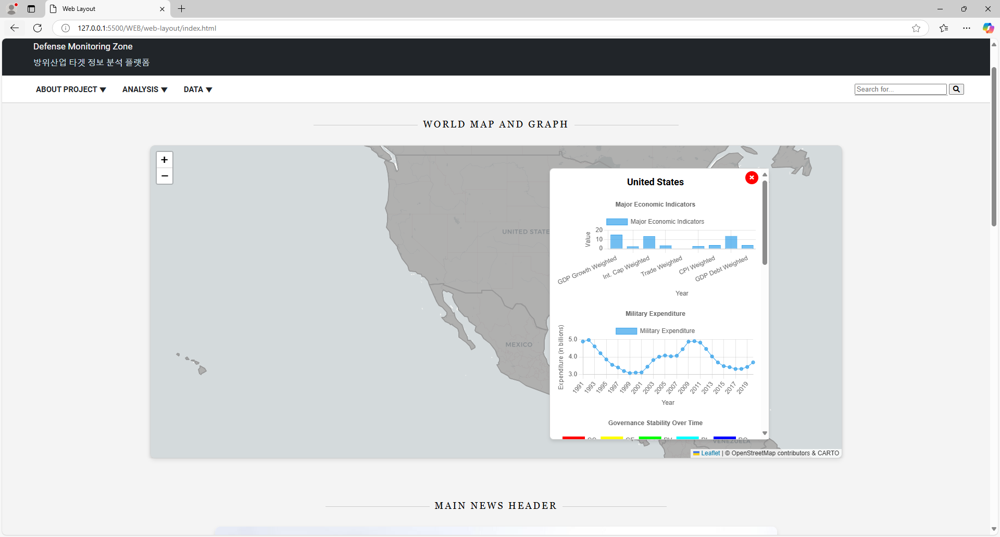 Web Layout
127.0.0.1:5500/WEB/web-layout/index.html
Defense Monitoring Zone
방위산업 타겟 정보 분석 플랫폼
ABOUT PROJECT ▼ ANALYSIS ▼ DATA ▼
Search for...
WORLD MAP AND GRAPH
+
−
UNITED STATE
MEXICO
VENEZUELA
United States
Major Economic Indicators
Major Economic Indicators
Value
20
10
0
GDP Growth Weighted
Int. Cap Weighted
Trade Weighted
CPI Weighted
GDP Debt Weighted
Year
Military Expenditure
Military Expenditure
Expenditure (in billions)
5.0
4.0
3.0
1991 1993 1995 1997 1999 2001 2003 2005 2007 2009 2011 2013 2015 2017 2019
Year
Governance Stability Over Time
Leaflet | © OpenStreetMap contributors & CARTO
MAIN NEWS HEADER